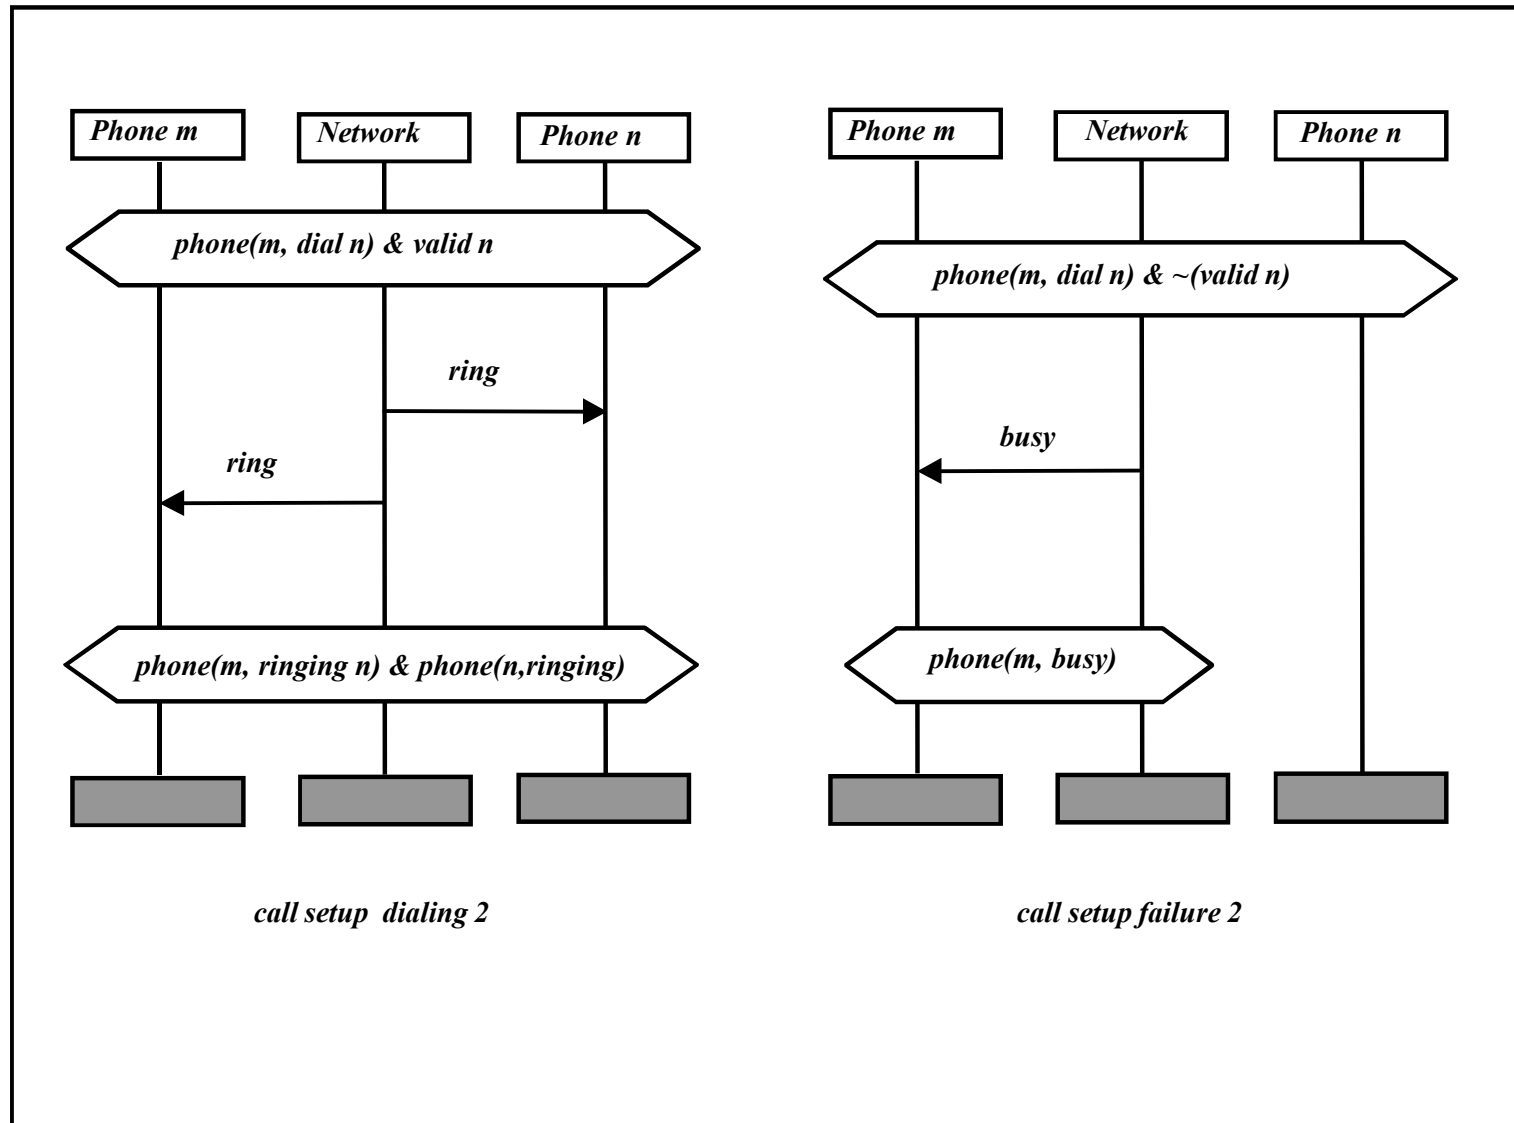 Phone m
Network
Phone n
phone(m, dial n) & valid n
ring
ring
phone(m, ringing n) & phone(n,ringing)
call setup dialing 2
Phone m
Network
Phone n
phone(m, dial n) & ~(valid n)
busy
phone(m, busy)
call setup failure 2